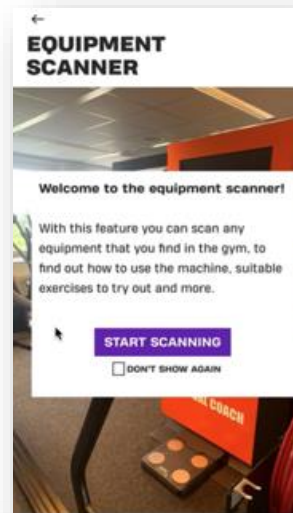 EQUIPMENT
SCANNER
Welcome to the equipment scanner!
With this feature you can scan any
equipment that you find in the gym, to
find out how to use the machine, suitable
exercises to try out and more.
START SCANNING
DON'T SHOW AGAIN
COACH